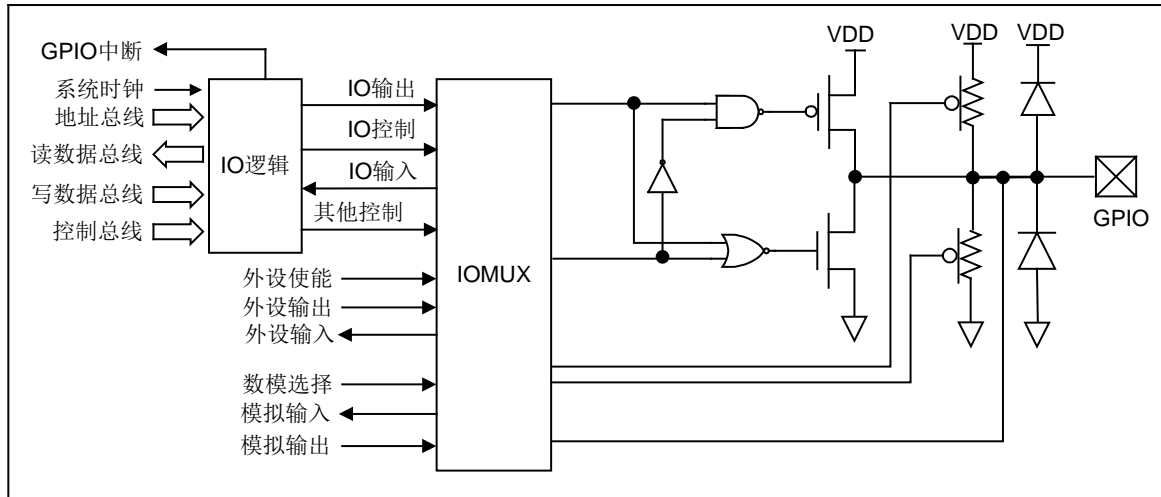 VDD
VDD
VDD
GPIO中断
系统时钟
地址总线
读数据总线
写数据总线
控制总线
IO逻辑
IO输出
IO控制
IO输入
其他控制
外设使能
外设输出
外设输入
数模选择
模拟输入
模拟输出
IOMUX
GPIO